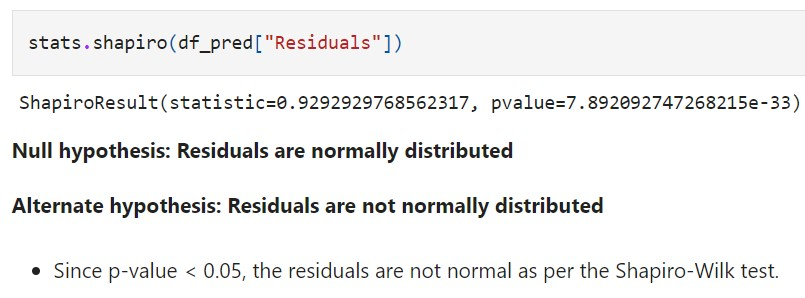 stats.shapiro(df_pred["Residuals"])
ShapiroResult(statistic=0.9292929768562317, pvalue=7.892092747268215e-33)
Null hypothesis: Residuals are normally distributed
Alternate hypothesis: Residuals are not normally distributed
• Since p-value < 0.05, the residuals are not normal as per the Shapiro-Wilk test.